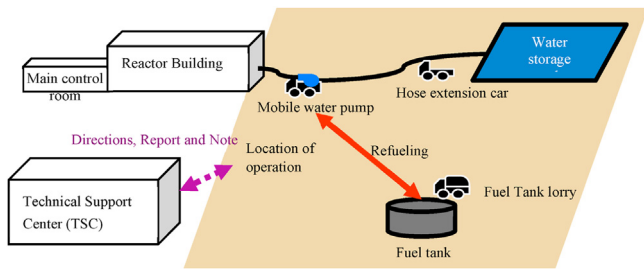 Reactor Building
Water
storage
Main control
room
Mobile water pump
Hose extension car
Directions, Report and Note
Location of
operation
Refueling
Technical Support
Center (TSC)
Fuel Tank lorry
Fuel tank